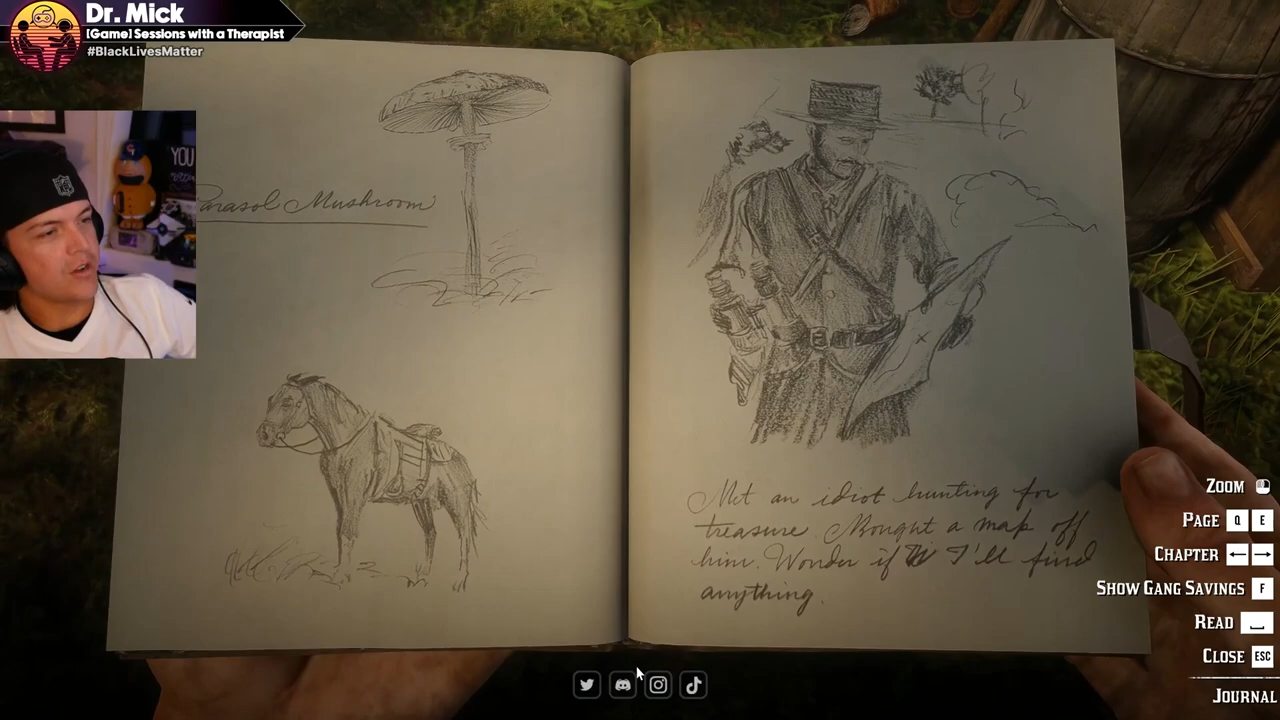 Dr. Mick
[Game] Sessions with a Therapist
#BlackLivesMatter
YOU
Parasol Mushroom
Met an idiot hunting for
treasure. Bought a map off
him. Wonder if I'll find
anything.
ZOOM
PAGE Q E
CHAPTER ← →
SHOW GANG SAVINGS F
READ
CLOSE ESC
JOURNAL